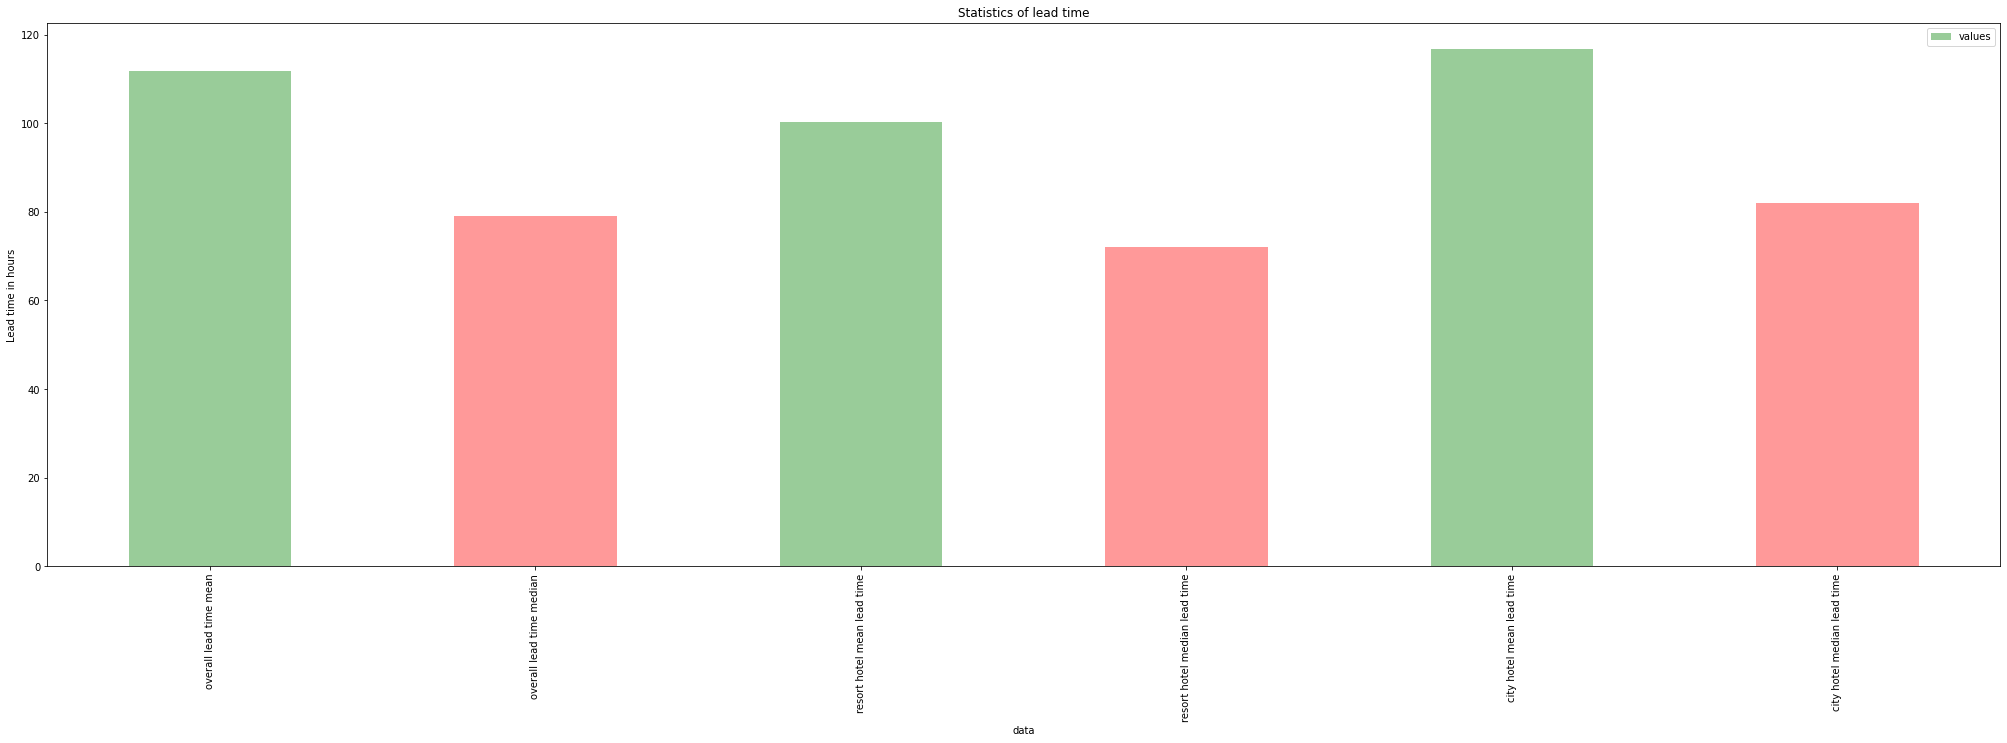 Statistics of lead time
values
Lead time in hours
120
100
80
60
40
20
0
overall lead time mean
overall lead time median
resort hotel mean lead time
resort hotel median lead time
city hotel mean lead time
city hotel median lead time
data